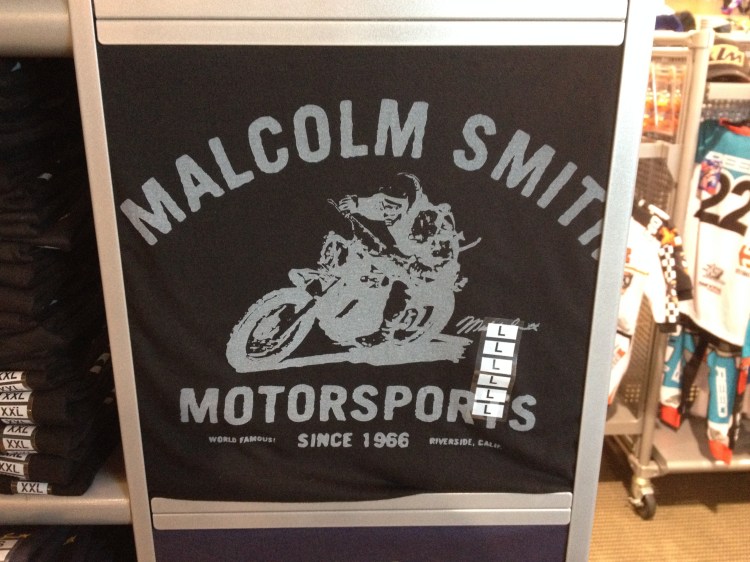 MALCOLM SMITH
L
L
L
L
L
L
MOTORSPORTS
WORLD FAMOUS! SINCE 1966 RIVERSIDE, CALIF
XXL
XXL
XXL
XXL
XXL
XXL
22